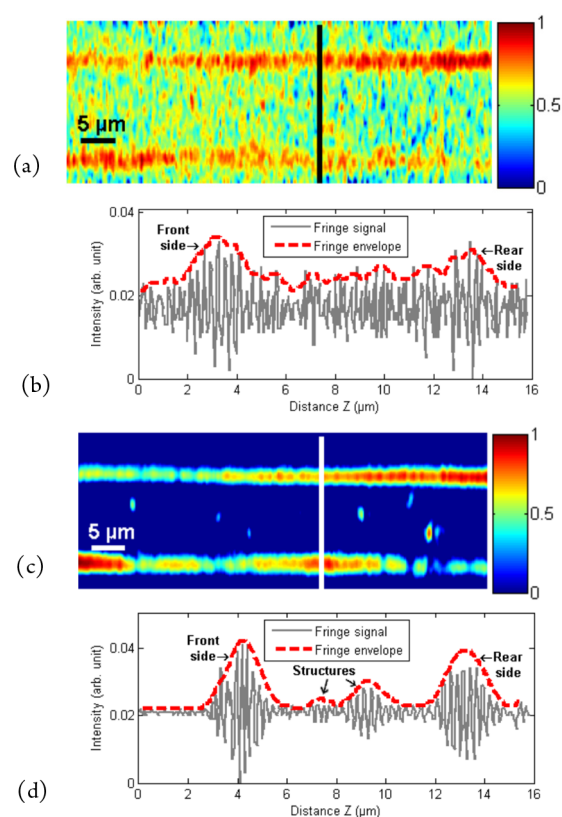 (a)
5 µm
1
0.5
0
(b)
Intensity (arb. unit)
0.04
0.02
0
Front
side
Fringe signal
Fringe envelope
Rear
side
0 2 4 6 8 10 12 14 16
Distance Z (µm)
(c)
5 µm
1
0.5
0
(d)
Intensity (arb. unit)
0.04
0.02
0
Front
side
Fringe signal
Fringe envelope
Structures
Rear
side
0 2 4 6 8 10 12 14 16
Distance Z (µm)